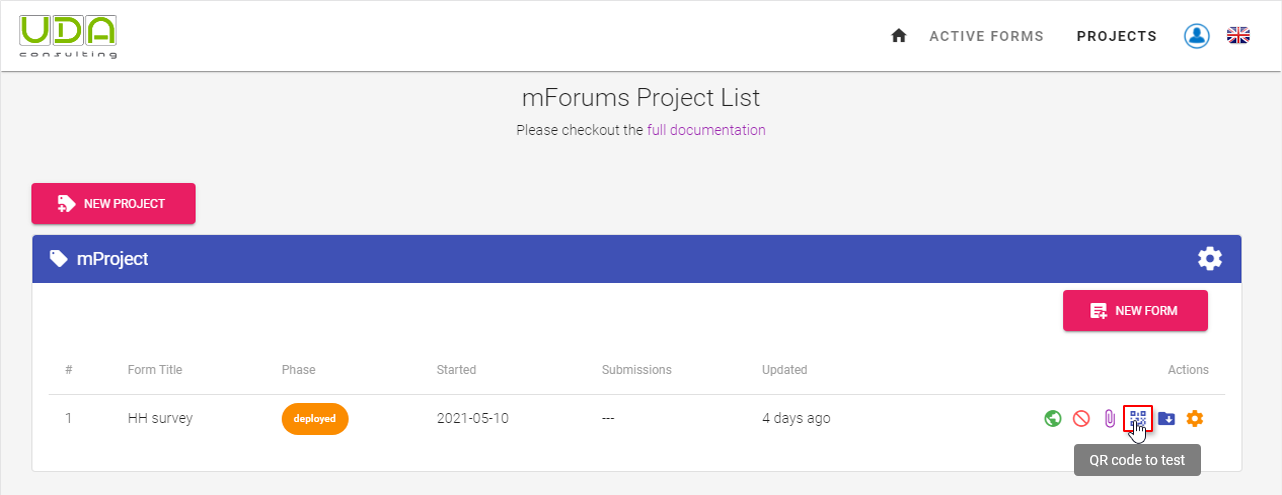 UDA
consulting
ACTIVE FORMS
PROJECTS
mForums Project List
Please checkout the full documentation
NEW PROJECT
mProject
NEW FORM
# Form Title Phase Started Submissions Updated Actions
1 HH survey deployed 2021-05-10 --- 4 days ago
QR code to test